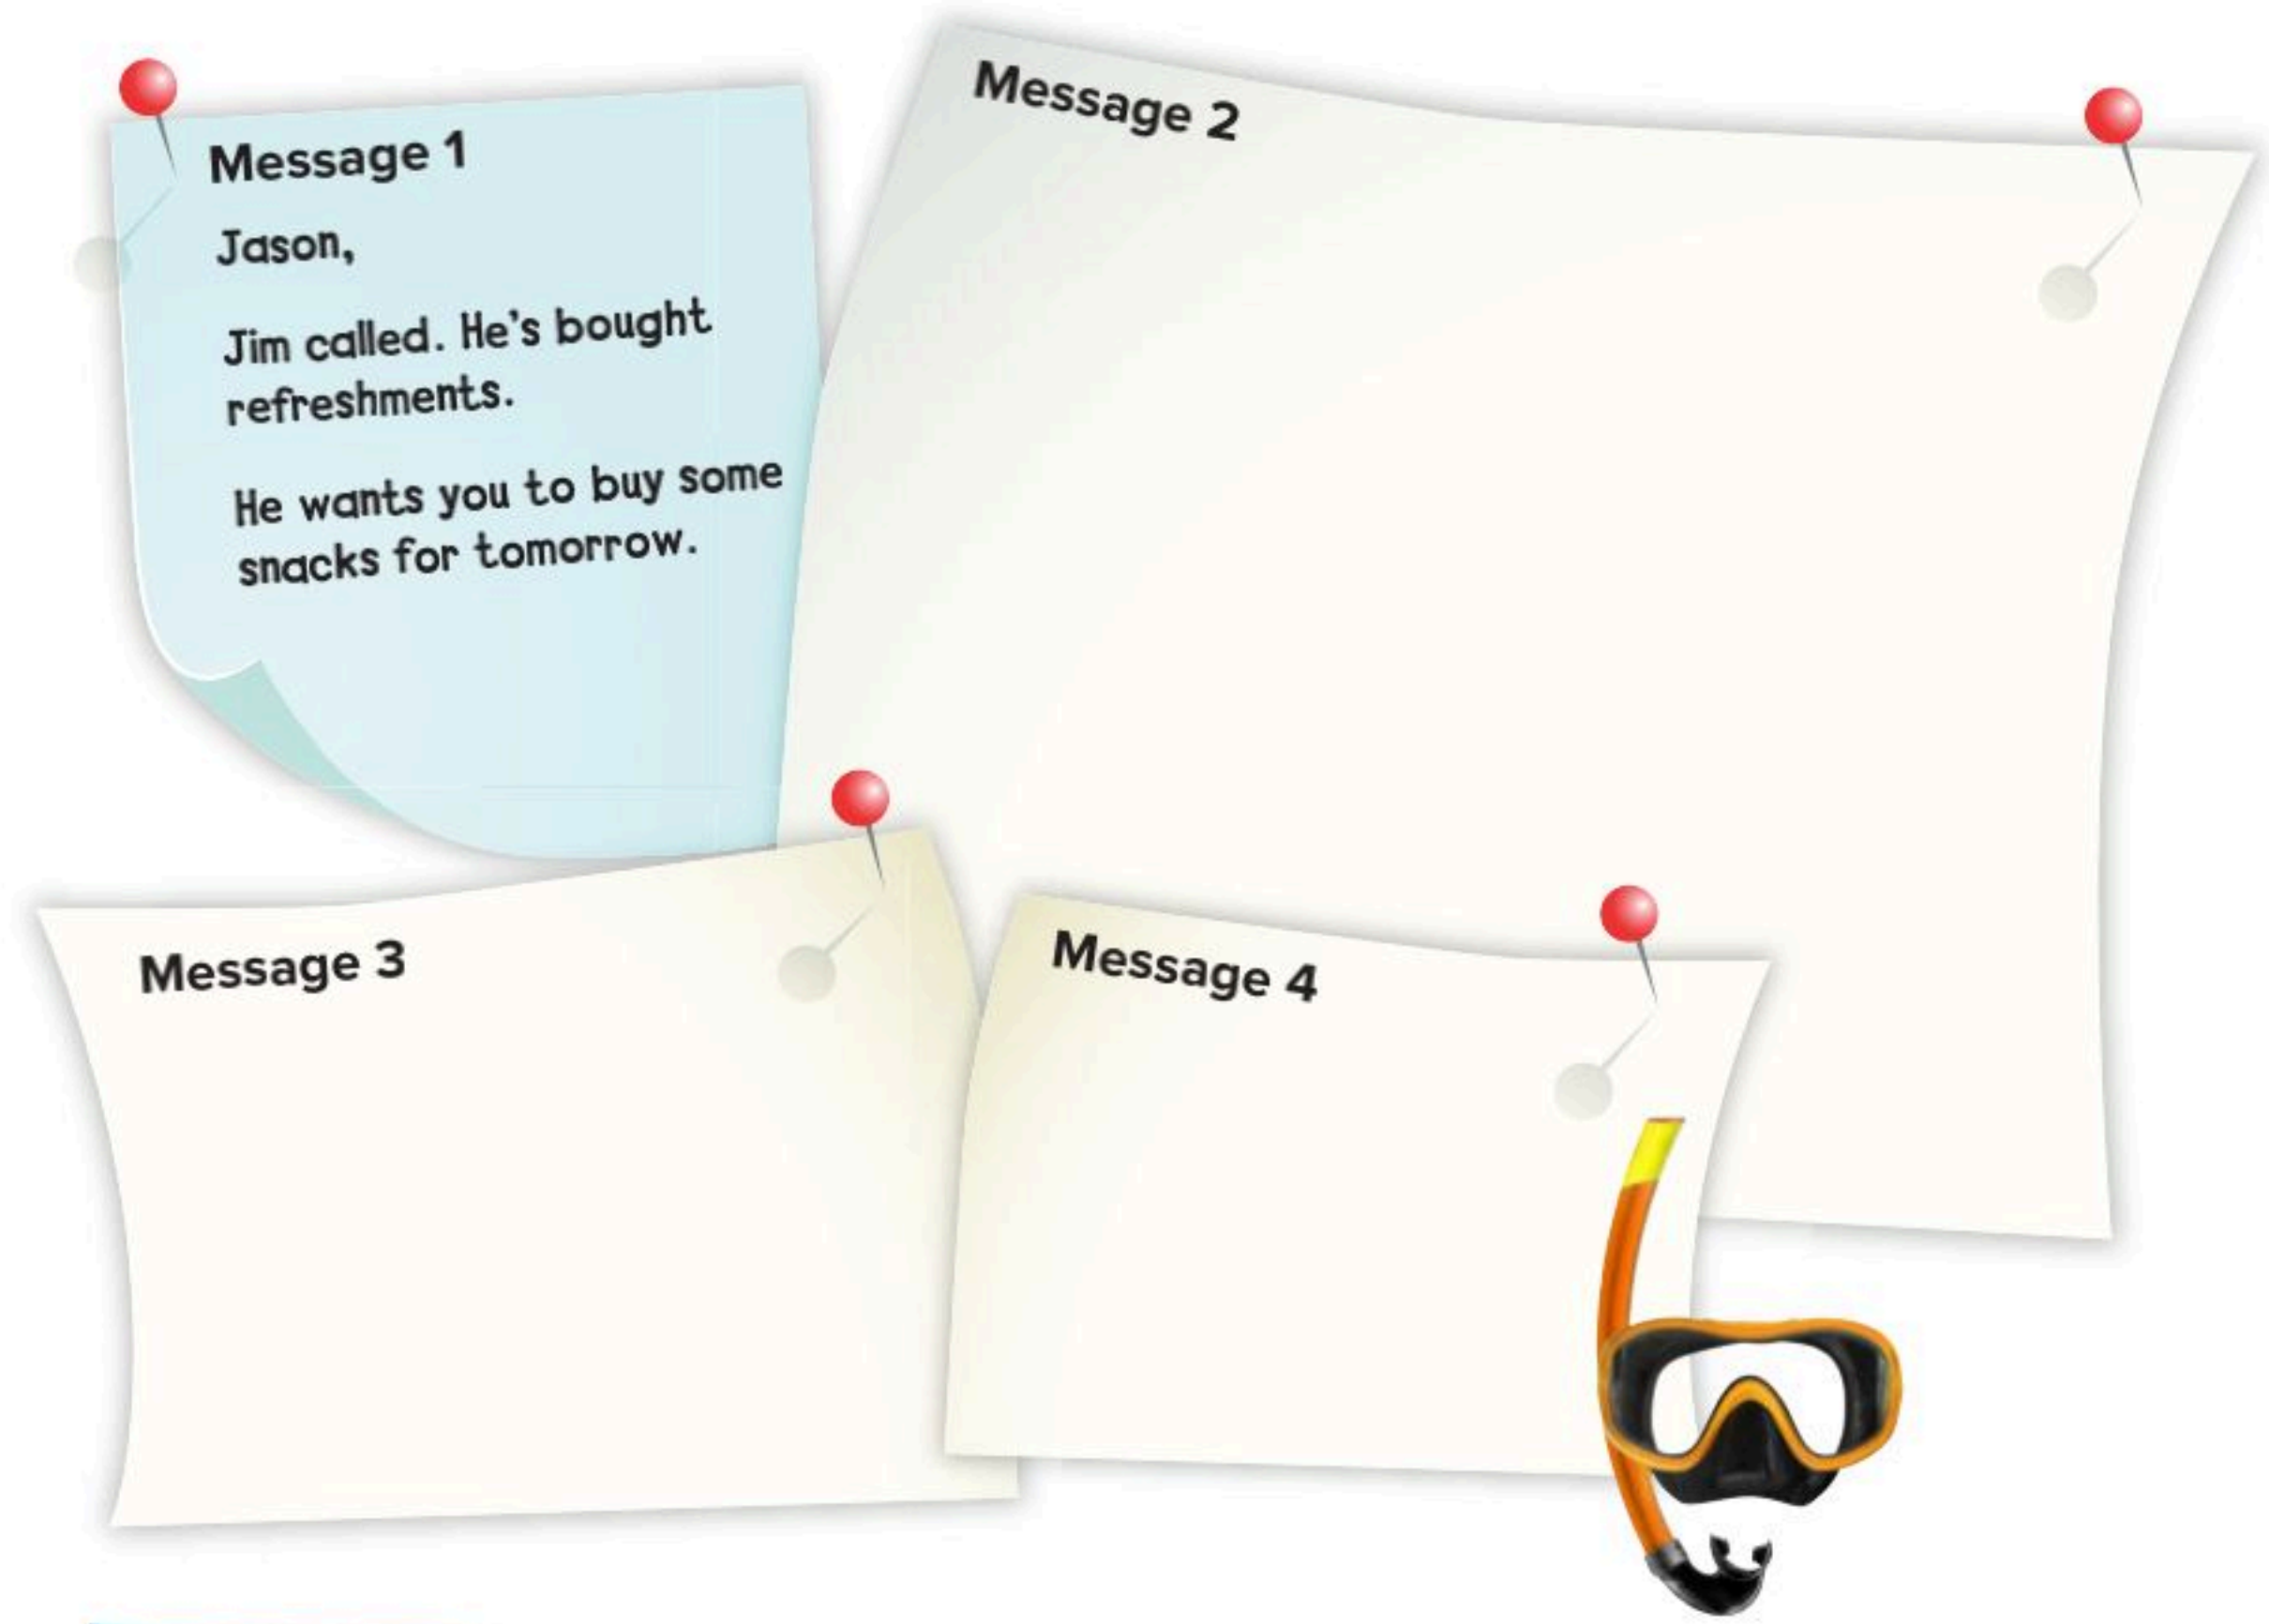 Message 1
Jason,
Jim called. He's bought
refreshments.
He wants you to buy some
snacks for tomorrow.
Message 2
Message 3
Message 4